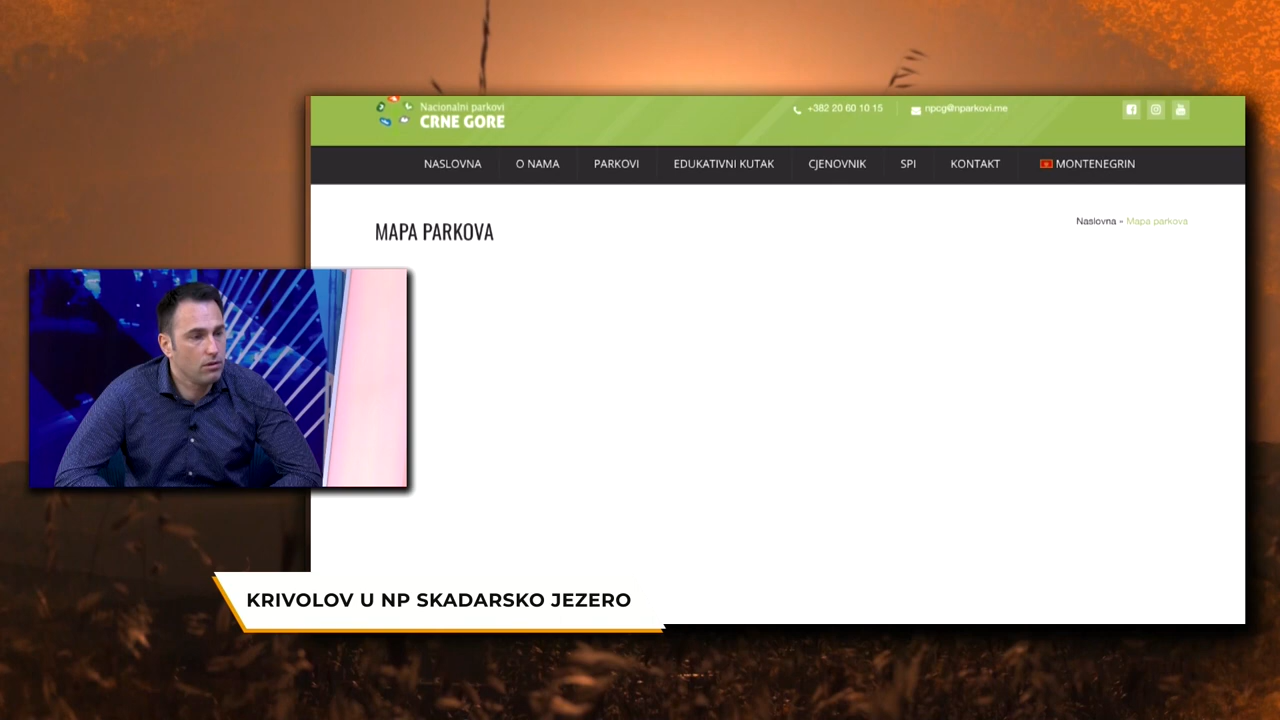 Nacionalni parkovi
CRNE GORE
+382 20 60 10 15
npcg@nparkovi.me
NASLOVNA
O NAMA
PARKOVI
EDUKATIVNI KUTAK
CJENOVNIK
SPI
KONTAKT
MONTENEGRIN
MAPA PARKOVA
Naslovna » Mapa parkova
KRIVOLOV U NP SKADARSKO JEZERO